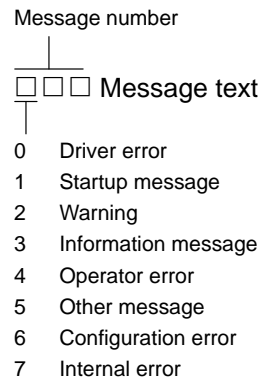 Message number
□□□ Message text
0 Driver error
1 Startup message
2 Warning
3 Information message
4 Operator error
5 Other message
6 Configuration error
7 Internal error